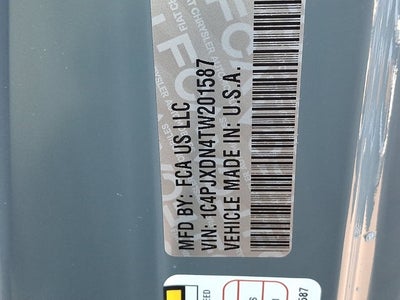 MFD BY: FCA US LLC
VIN: 1C4PJXDN4TW201587
VEHICLE MADE IN: U.S.A.